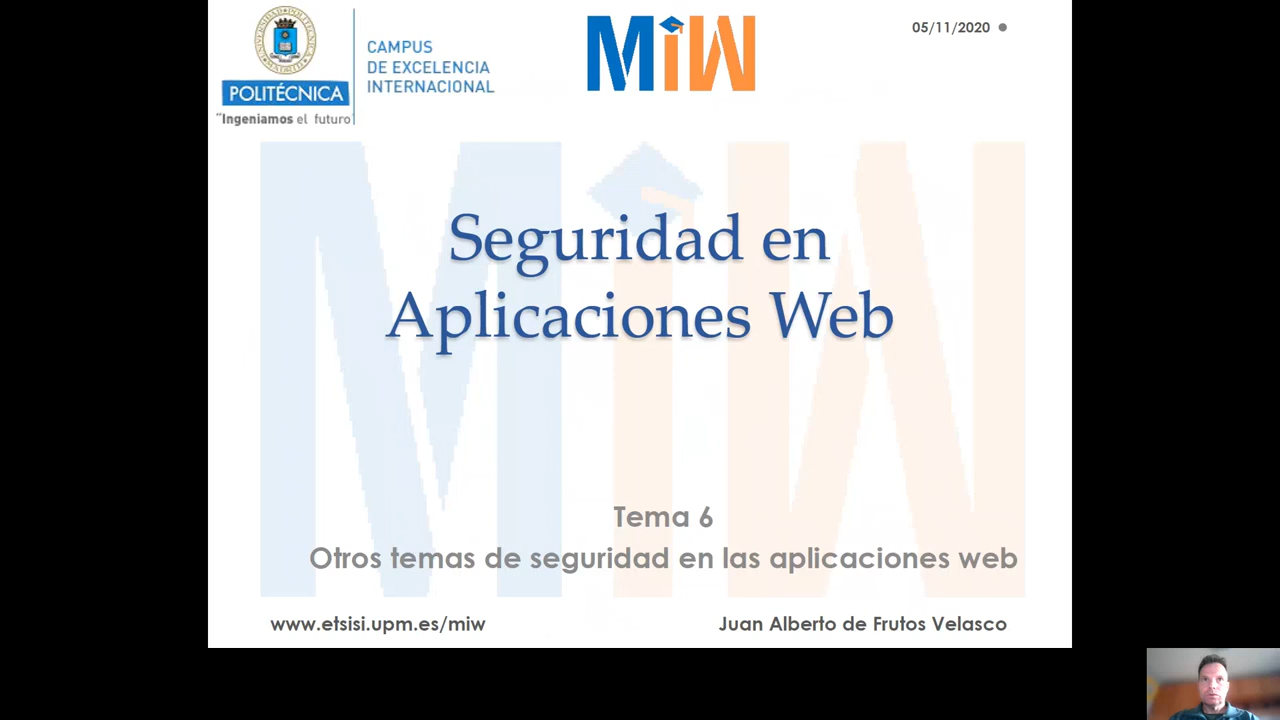 POLITÉCNICA
"Ingeniamos el futuro"
CAMPUS
DE EXCELENCIA
INTERNACIONAL
MiW
05/11/2020
Seguridad en
Aplicaciones Web
Tema 6
Otros temas de seguridad en las aplicaciones web
www.etsisi.upm.es/miw
Juan Alberto de Frutos Velasco